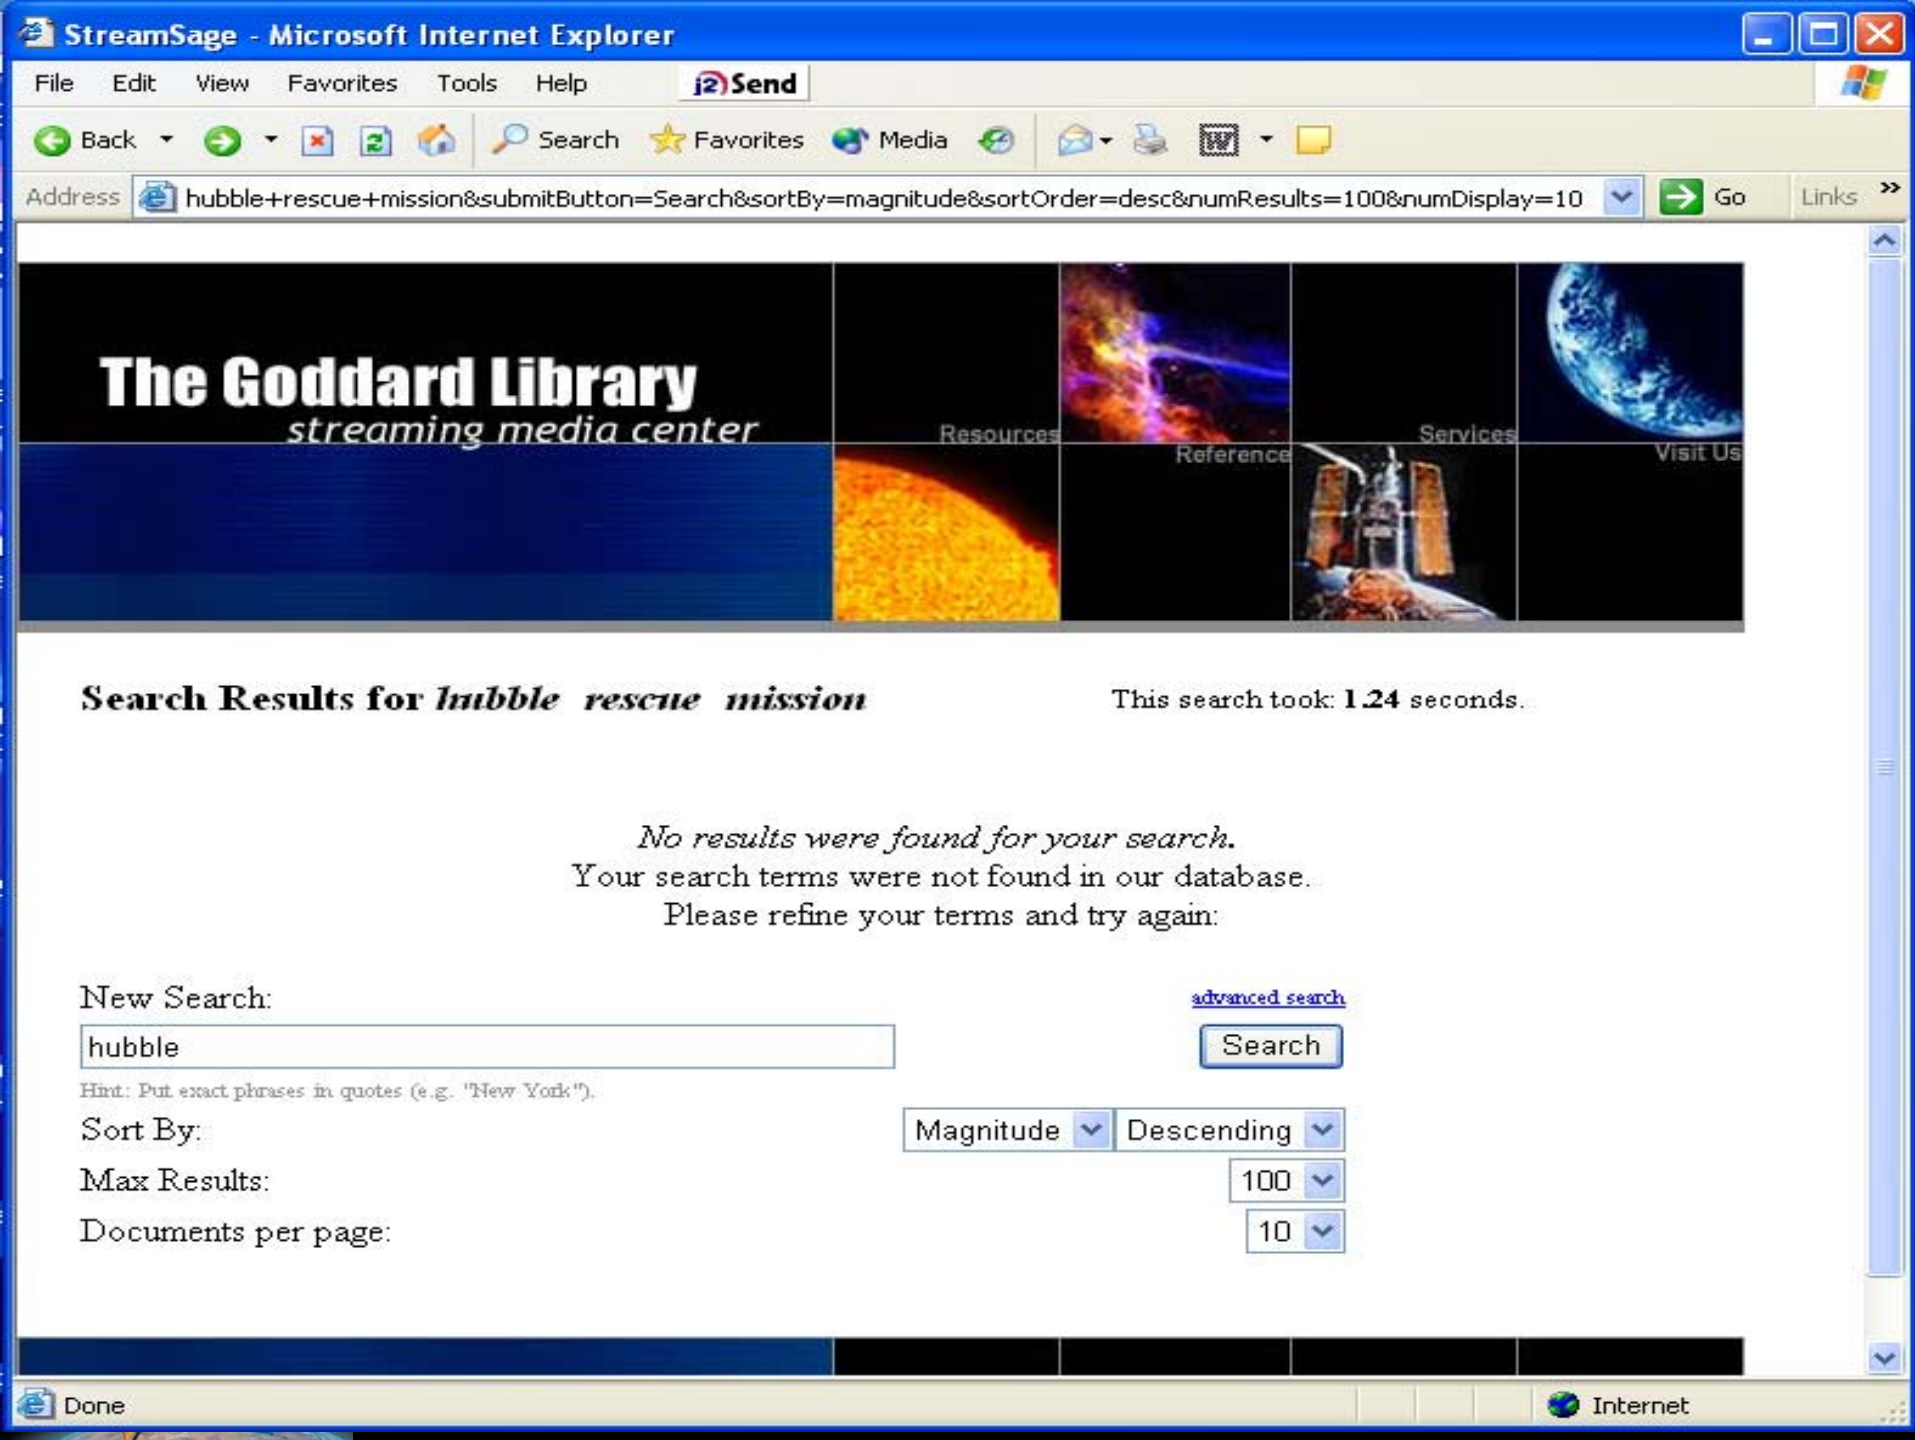 StreamSage - Microsoft Internet Explorer
File Edit View Favorites Tools Help j2 Send
Back Search Favorites Media W
Address hubble+rescue+mission&submitButton=Search&sortBy=magnitude&sortOrder=desc&numResults=100&numDisplay=10 Go Links »
The Goddard Library
streaming media center
Resources
Services
Reference
Visit Us
Search Results for hubble rescue mission This search took: 1.24 seconds.
No results were found for your search.
Your search terms were not found in our database.
Please refine your terms and try again:
New Search: advanced search
hubble Search
Hint: Put exact phrases in quotes (e.g. "New York").
Sort By: Magnitude Descending
Max Results: 100
Documents per page: 10
Done Internet